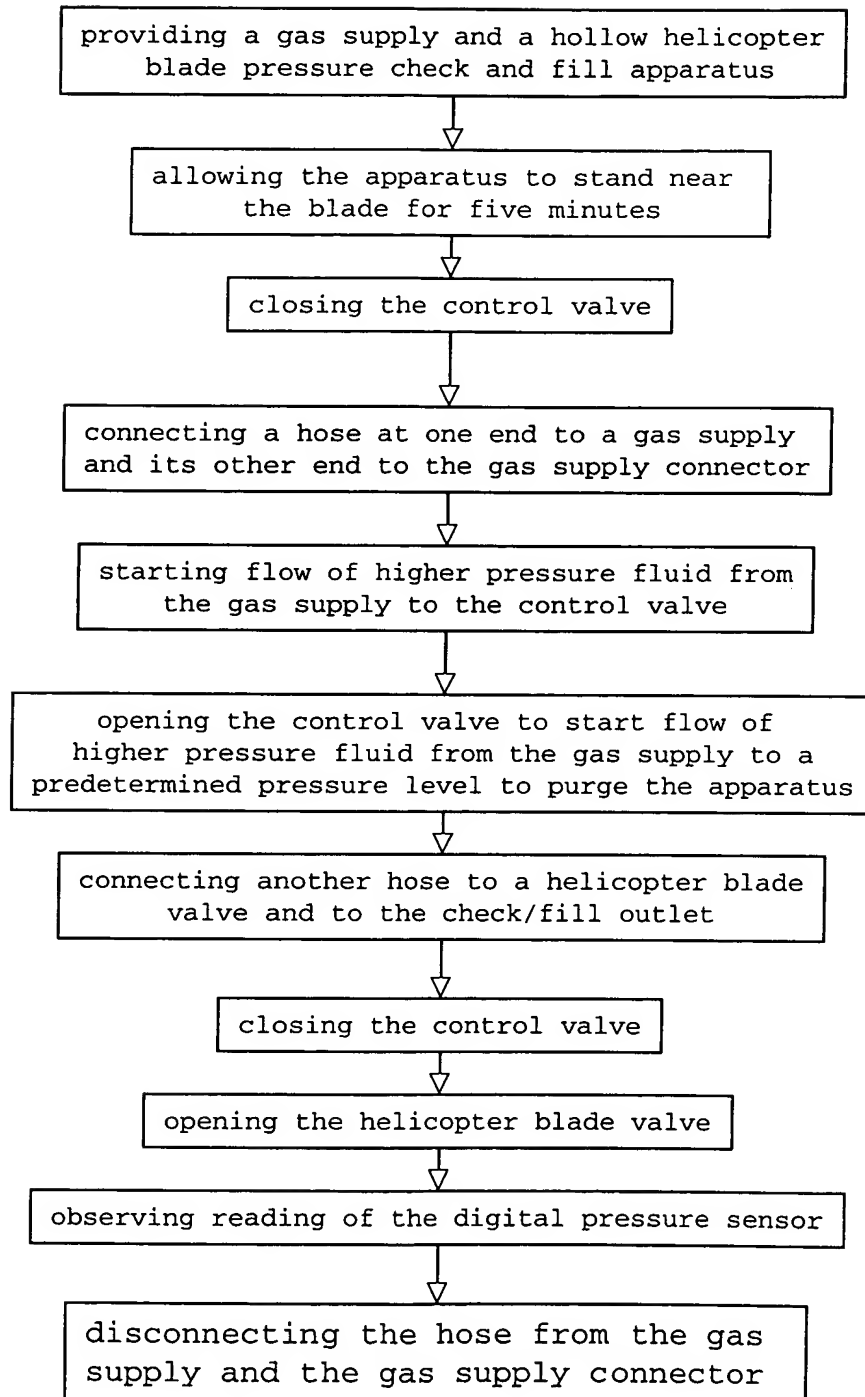 providing a gas supply and a hollow helicopter
blade pressure check and fill apparatus
allowing the apparatus to stand near
the blade for five minutes
closing the control valve
connecting a hose at one end to a gas supply
and its other end to the gas supply connector
starting flow of higher pressure fluid from
the gas supply to the control valve
opening the control valve to start flow of
higher pressure fluid from the gas supply to a
predetermined pressure level to purge the apparatus
connecting another hose to a helicopter blade
valve and to the check/fill outlet
closing the control valve
opening the helicopter blade valve
observing reading of the digital pressure sensor
disconnecting the hose from the gas
supply and the gas supply connector